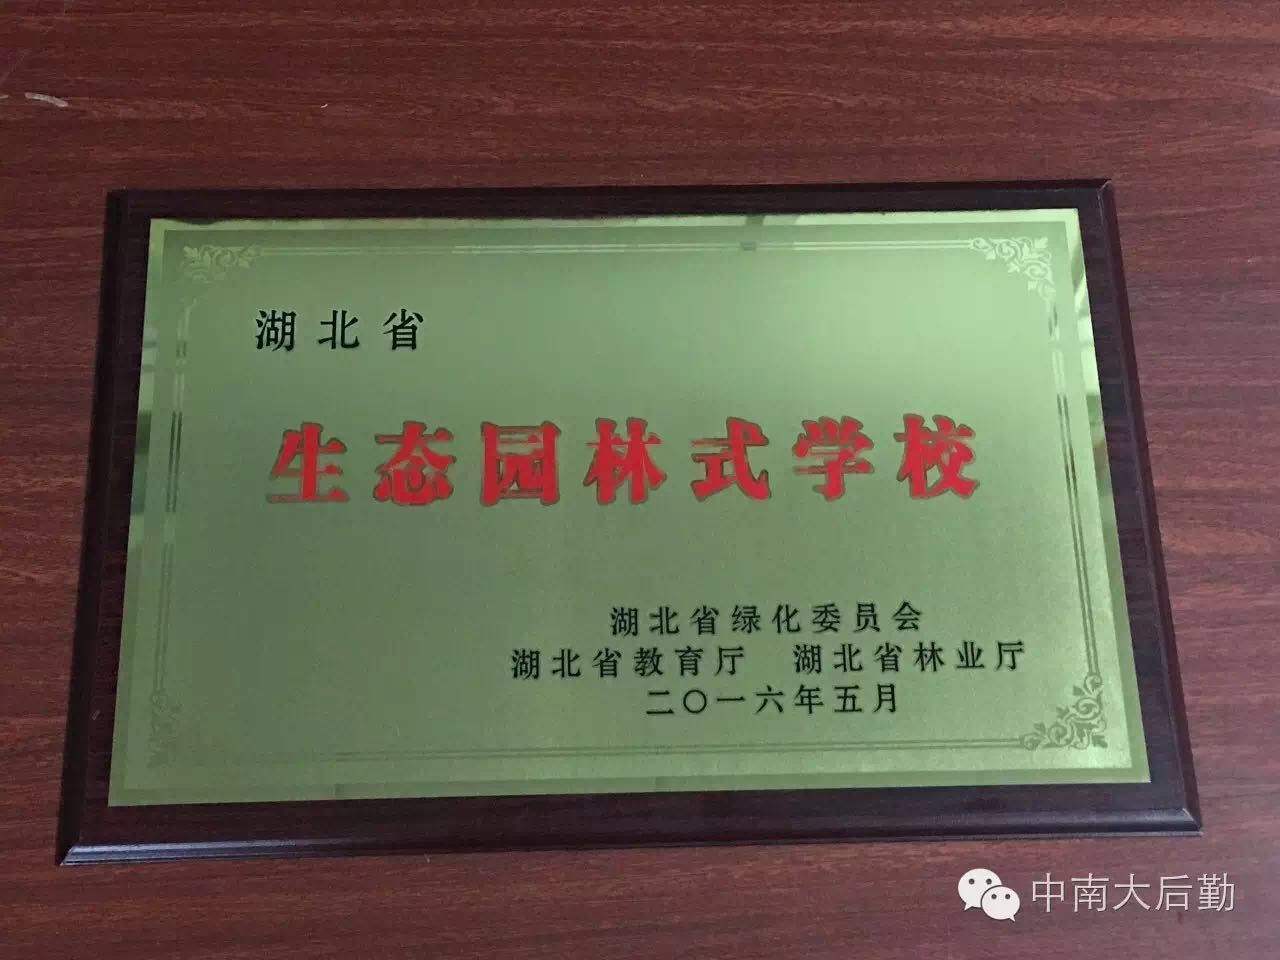 湖北省
生态园林式学校
湖北省绿化委员会
湖北省教育厅 湖北省林业厅
二〇一六年五月
中南大后勤